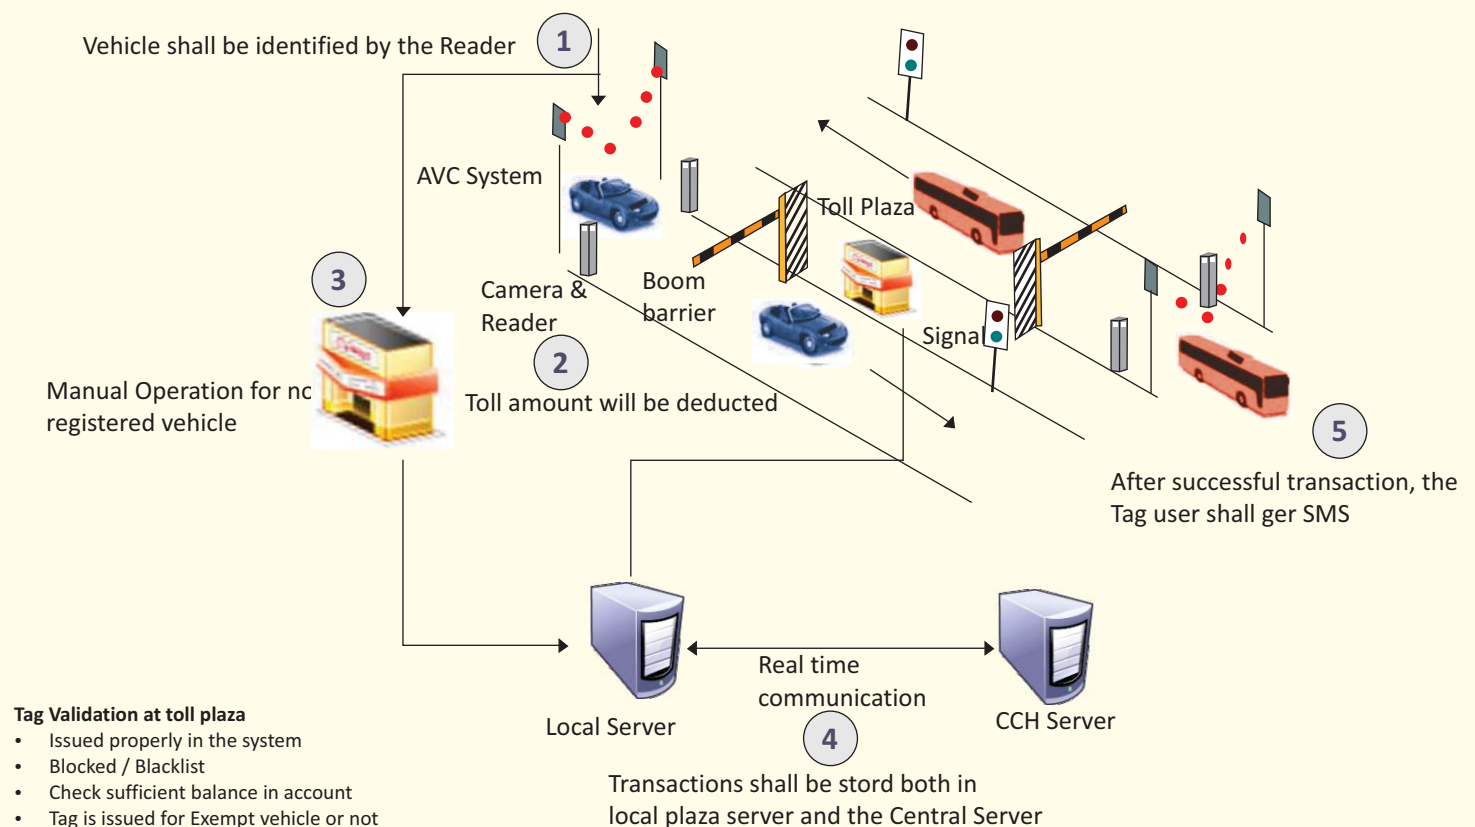 Vehicle shall be identified by the Reader
1
AVC System
Toll Plaza
3
Camera &
Reader
Boom
barrier
Signal
2
Manual Operation for no
registered vehicle
Toll amount will be deducted
5
After successful transaction, the
Tag user shall ger SMS
Real time
communication
Local Server
CCH Server
4
Transactions shall be stord both in
local plaza server and the Central Server
Tag Validation at toll plaza
• Issued properly in the system
• Blocked / Blacklist
• Check sufficient balance in account
• Tag is issued for Exempt vehicle or not